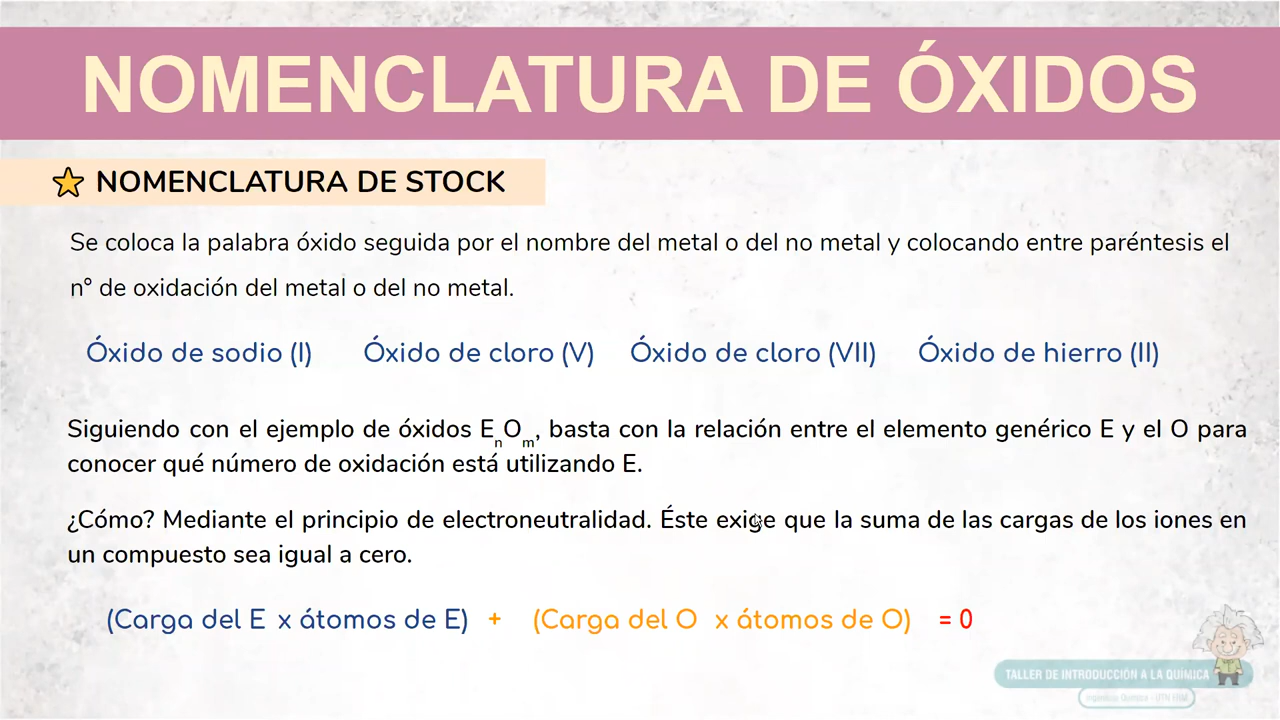 NOMENCLATURA DE ÓXIDOS
NOMENCLATURA DE STOCK
Se coloca la palabra óxido seguida por el nombre del metal o del no metal y colocando entre paréntesis el
n° de oxidación del metal o del no metal.
Óxido de sodio (I) Óxido de cloro (V) Óxido de cloro (VII) Óxido de hierro (II)
Siguiendo con el ejemplo de óxidos EnOm, basta con la relación entre el elemento genérico E y el O para
conocer qué número de oxidación está utilizando E.
¿Cómo? Mediante el principio de electroneutralidad. Éste exige que la suma de las cargas de los iones en
un compuesto sea igual a cero.
(Carga del E x átomos de E) + (Carga del O x átomos de O) = 0
TALLER DE INTRODUCCIÓN A LA QUÍMICA
Ingeniería Química - UTN